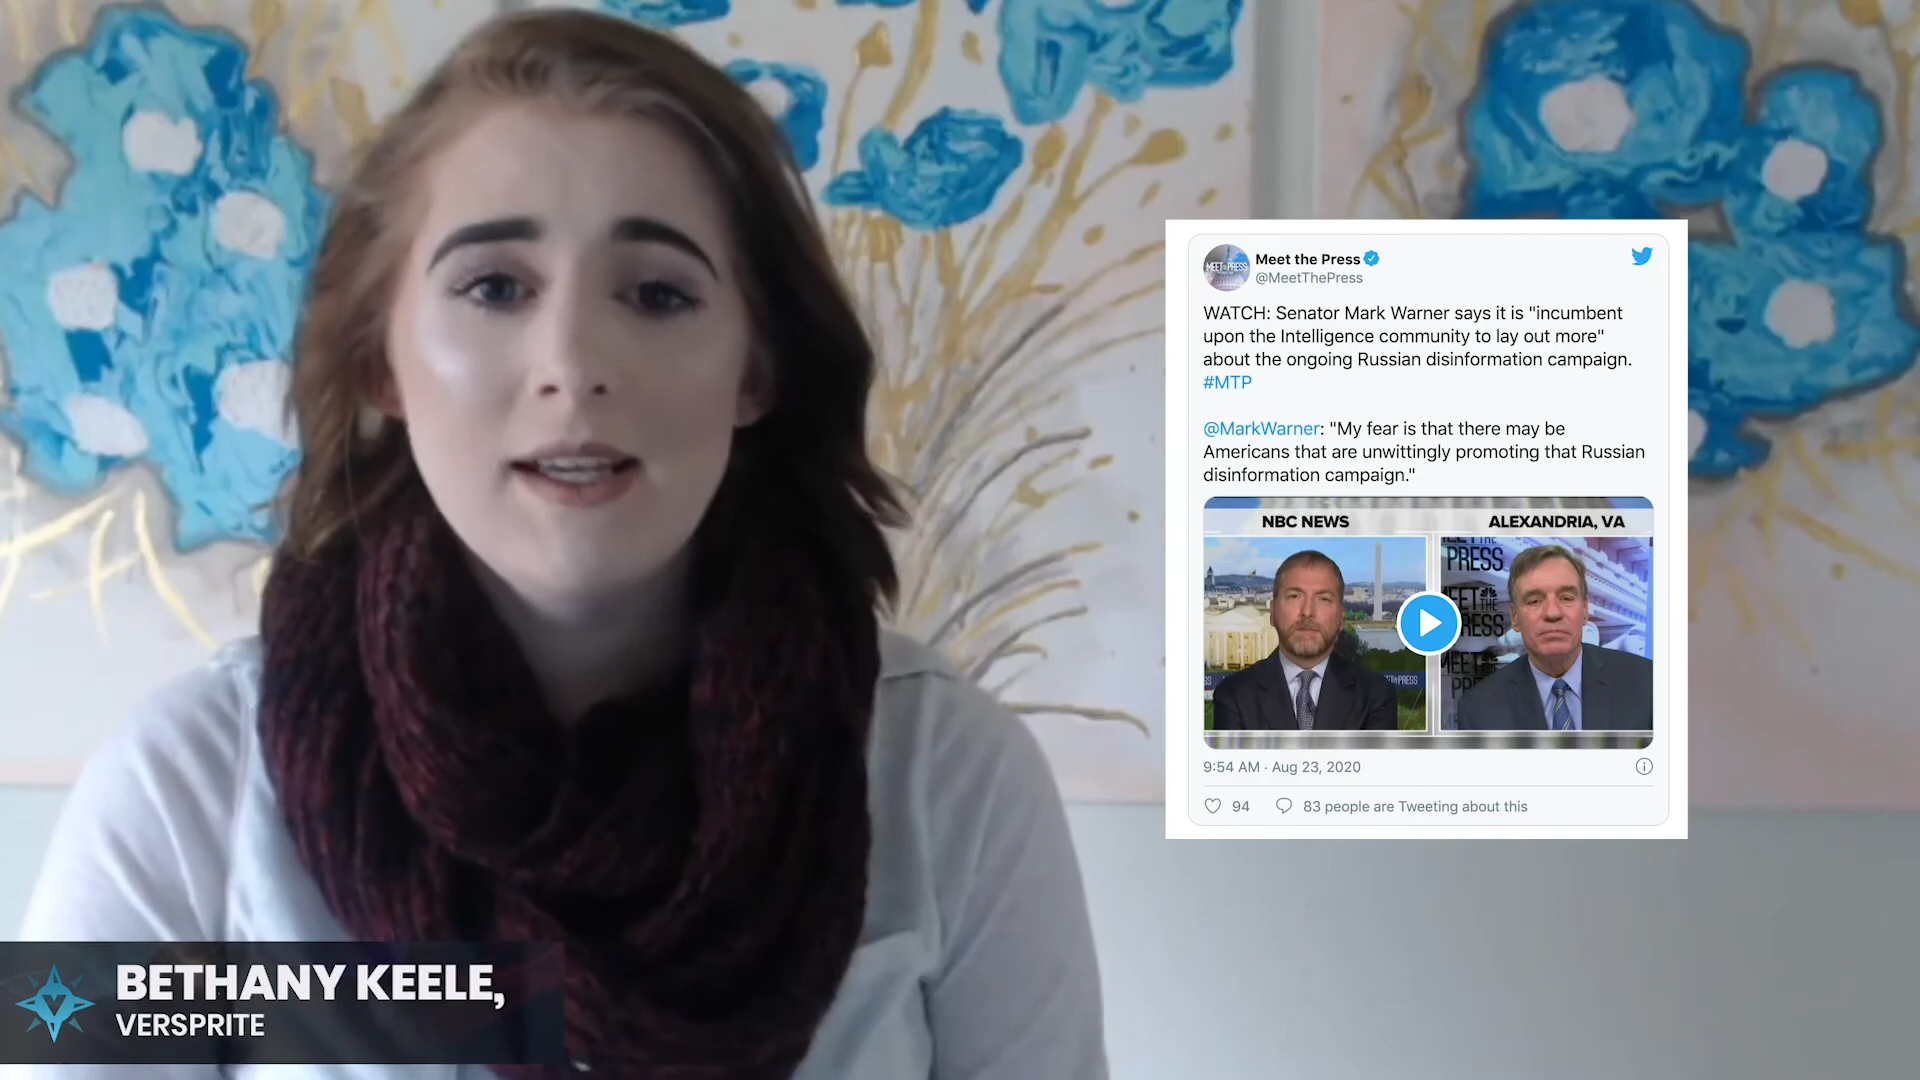 Meet the Press
@MeetThePress
WATCH: Senator Mark Warner says it is "incumbent
upon the Intelligence community to lay out more"
about the ongoing Russian disinformation campaign.
#MTP
@MarkWarner: "My fear is that there may be
Americans that are unwittingly promoting that Russian
disinformation campaign."
NBC NEWS
ALEXANDRIA, VA
PRESS
9:54 AM · Aug 23, 2020
94
83 people are Tweeting about this
BETHANY KEELE,
VERSPRITE